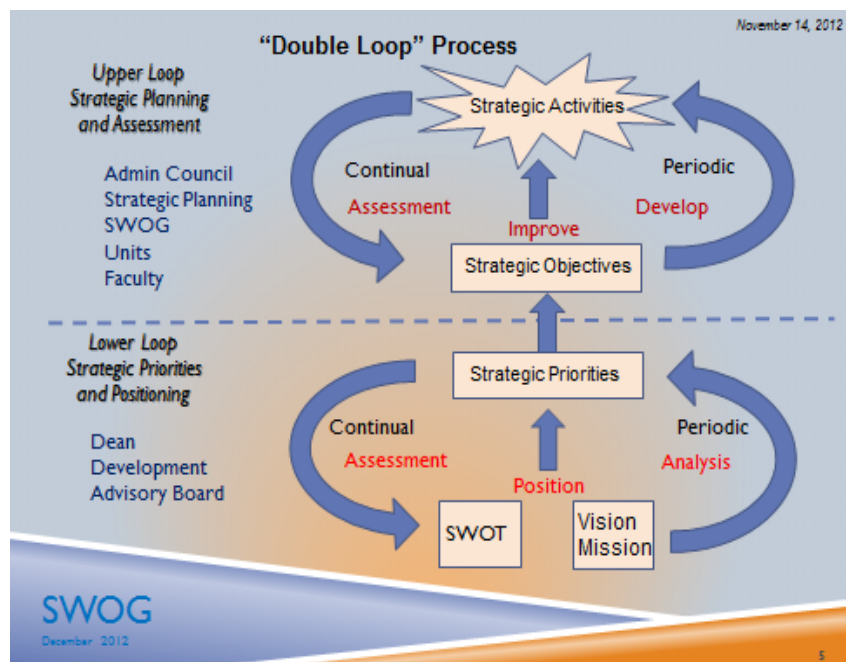 November 14, 2012
“Double Loop” Process
Upper Loop
Strategic Planning
and Assessment
Admin Council
Strategic Planning
SWOG
Units
Faculty
Strategic Activities
Continual
Assessment
Periodic
Develop
Improve
Strategic Objectives
Lower Loop
Strategic Priorities
and Positioning
Dean
Development
Advisory Board
Strategic Priorities
Continual
Assessment
Periodic
Analysis
Position
SWOT
Vision
Mission
SWOG
December 2012
5